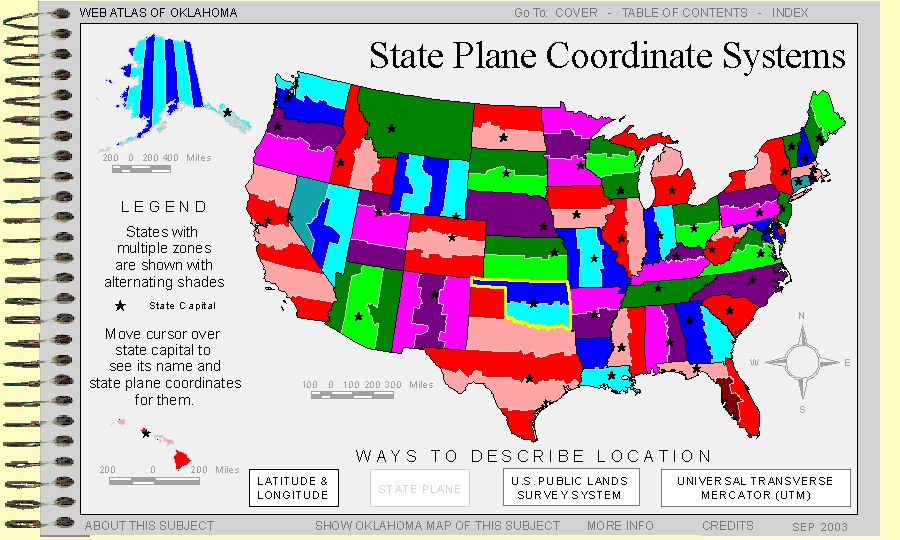 WEB ATLAS OF OKLAHOMA
Go To: COVER - TABLE OF CONTENTS - INDEX
State Plane Coordinate Systems
200 0 200 400 Miles
LEGEND
States with
multiple zones
are shown with
alternating shades
State Capital
Move cursor over
state capital to
see its name and
state plane coordinates
for them.
N
W E
S
100 0 100 200 300 Miles
200 0 200 Miles
WAYS TO DESCRIBE LOCATION
LATITUDE &
LONGITUDE
STATE PLANE
U.S. PUBLIC LANDS
SURVEY SYSTEM
UNIVERSAL TRANSVERSE
MERCATOR (UTM)
ABOUT THIS SUBJECT
SHOW OKLAHOMA MAP OF THIS SUBJECT
MORE INFO
CREDITS
SEP 2003